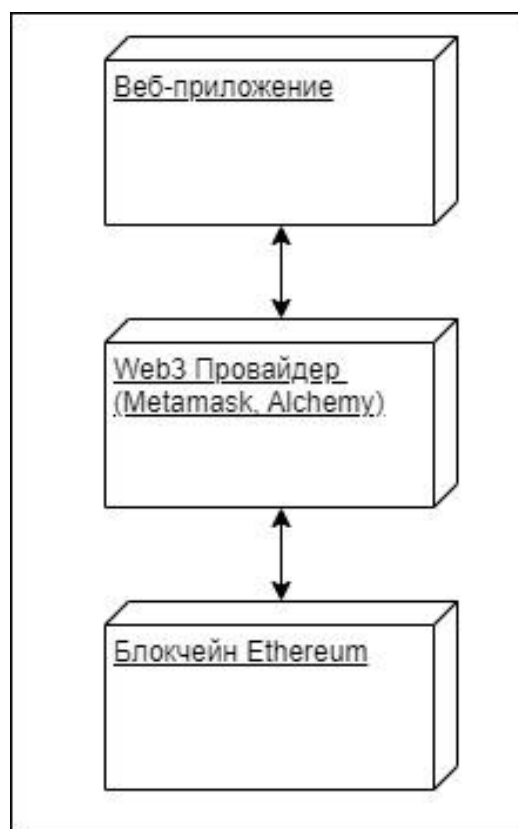 Веб-приложение
Web3 Провайдер
(Metamask, Alchemy)
Блокчейн Ethereum